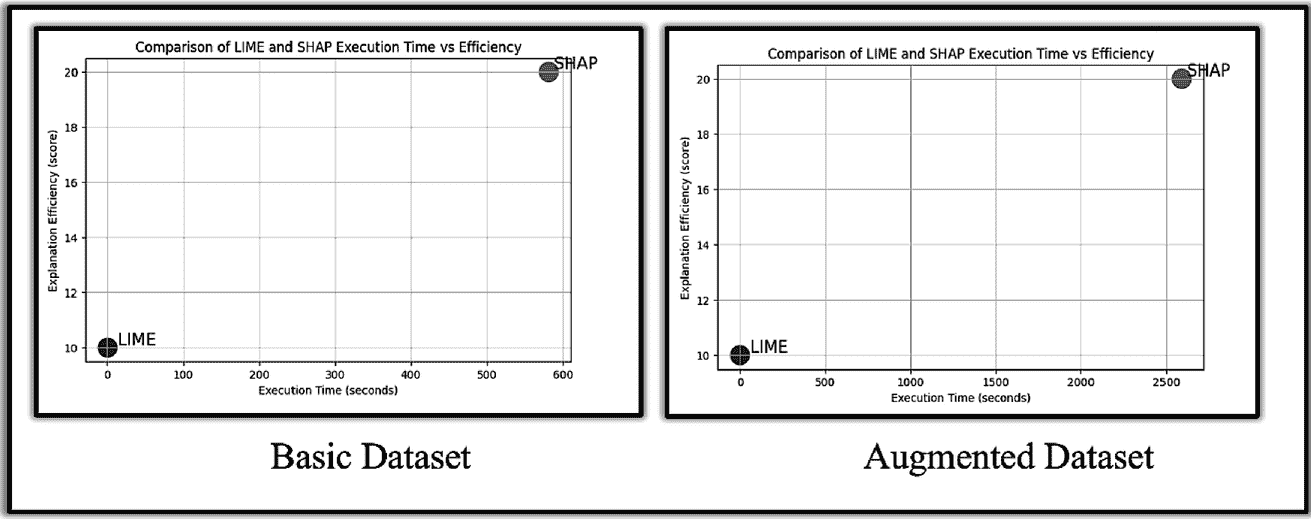 Comparison of LIME and SHAP Execution Time vs Efficiency
SHAP
20
18
16
14
12
10
Explanation Efficiency (score)
LIME
0 100 200 300 400 500 600
Execution Time (seconds)
Basic Dataset
Comparison of LIME and SHAP Execution Time vs Efficiency
SHAP
20
18
16
14
12
10
Explanation Efficiency (score)
LIME
0 500 1000 1500 2000 2500
Execution Time (seconds)
Augmented Dataset